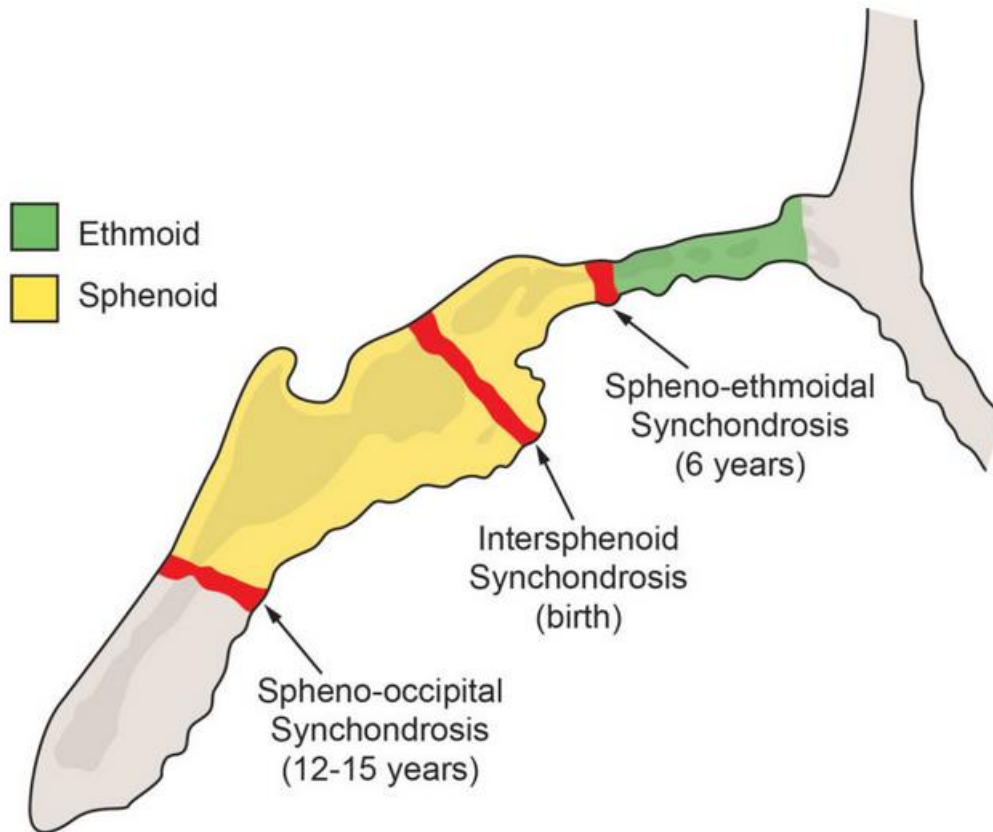 Ethmoid
Sphenoid
Spheno-ethmoidal
Synchondrosis
(6 years)
Intersphenoid
Synchondrosis
(birth)
Spheno-occipital
Synchondrosis
(12-15 years)